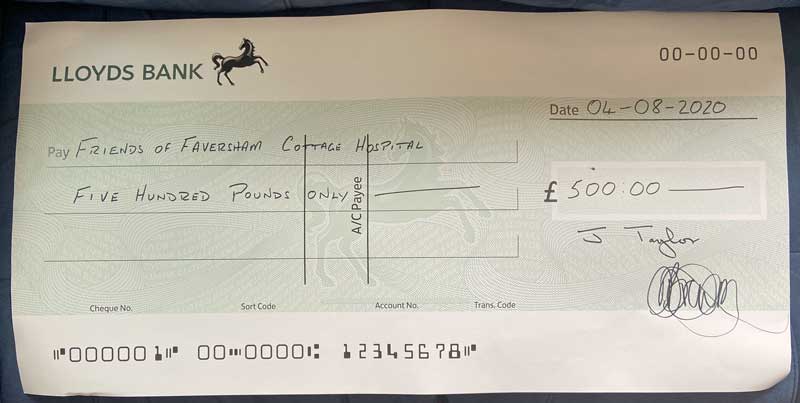 LLOYDS BANK
00-00-00
Date 04-08-2020
Pay FRIENDS OF FAVERSHAM COTTAGE HOSPITAL
FIVE HUNDRED POUNDS ONLY
A/C Payee
£ 500:00
J Taylor
Cheque No. Sort Code Account No. Trans. Code
⑈000001⑈ 00⑉0000⑆ 12345678⑈